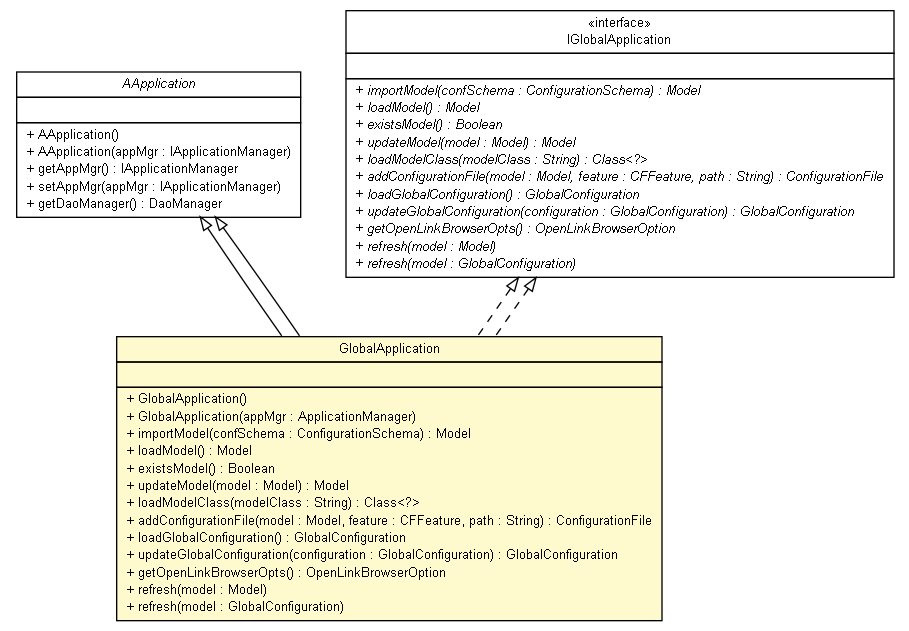 AApplication
+ AApplication()
+ AApplication(appMgr : IApplicationManager)
+ getAppMgr() : IApplicationManager
+ setAppMgr(appMgr : IApplicationManager)
+ getDaoManager() : DaoManager
«interface»
IGlobalApplication
+ importModel(confSchema : ConfigurationSchema) : Model
+ loadModel() : Model
+ existsModel() : Boolean
+ updateModel(model : Model) : Model
+ loadModelClass(modelClass : String) : Class<?>
+ addConfigurationFile(model : Model, feature : CFFeature, path : String) : ConfigurationFile
+ loadGlobalConfiguration() : GlobalConfiguration
+ updateGlobalConfiguration(configuration : GlobalConfiguration) : GlobalConfiguration
+ getOpenLinkBrowserOpts() : OpenLinkBrowserOption
+ refresh(model : Model)
+ refresh(model : GlobalConfiguration)
GlobalApplication
+ GlobalApplication()
+ GlobalApplication(appMgr : ApplicationManager)
+ importModel(confSchema : ConfigurationSchema) : Model
+ loadModel() : Model
+ existsModel() : Boolean
+ updateModel(model : Model) : Model
+ loadModelClass(modelClass : String) : Class<?>
+ addConfigurationFile(model : Model, feature : CFFeature, path : String) : ConfigurationFile
+ loadGlobalConfiguration() : GlobalConfiguration
+ updateGlobalConfiguration(configuration : GlobalConfiguration) : GlobalConfiguration
+ getOpenLinkBrowserOpts() : OpenLinkBrowserOption
+ refresh(model : Model)
+ refresh(model : GlobalConfiguration)